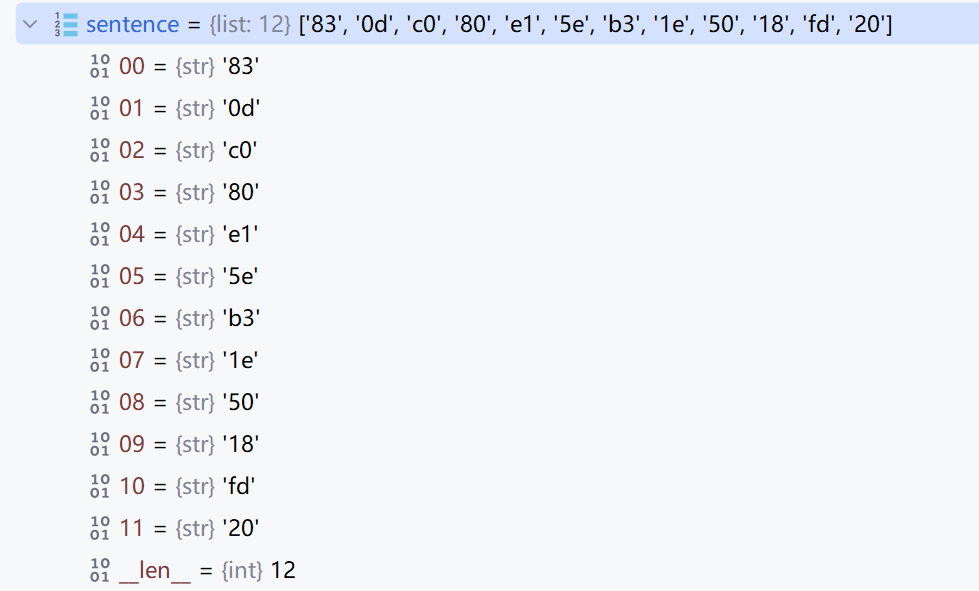 sentence = {list: 12} ['83', '0d', 'c0', '80', 'e1', '5e', 'b3', '1e', '50', '18', 'fd', '20']
00 = {str} '83'
01 = {str} '0d'
02 = {str} 'c0'
03 = {str} '80'
04 = {str} 'e1'
05 = {str} '5e'
06 = {str} 'b3'
07 = {str} '1e'
08 = {str} '50'
09 = {str} '18'
10 = {str} 'fd'
11 = {str} '20'
__len__ = {int} 12